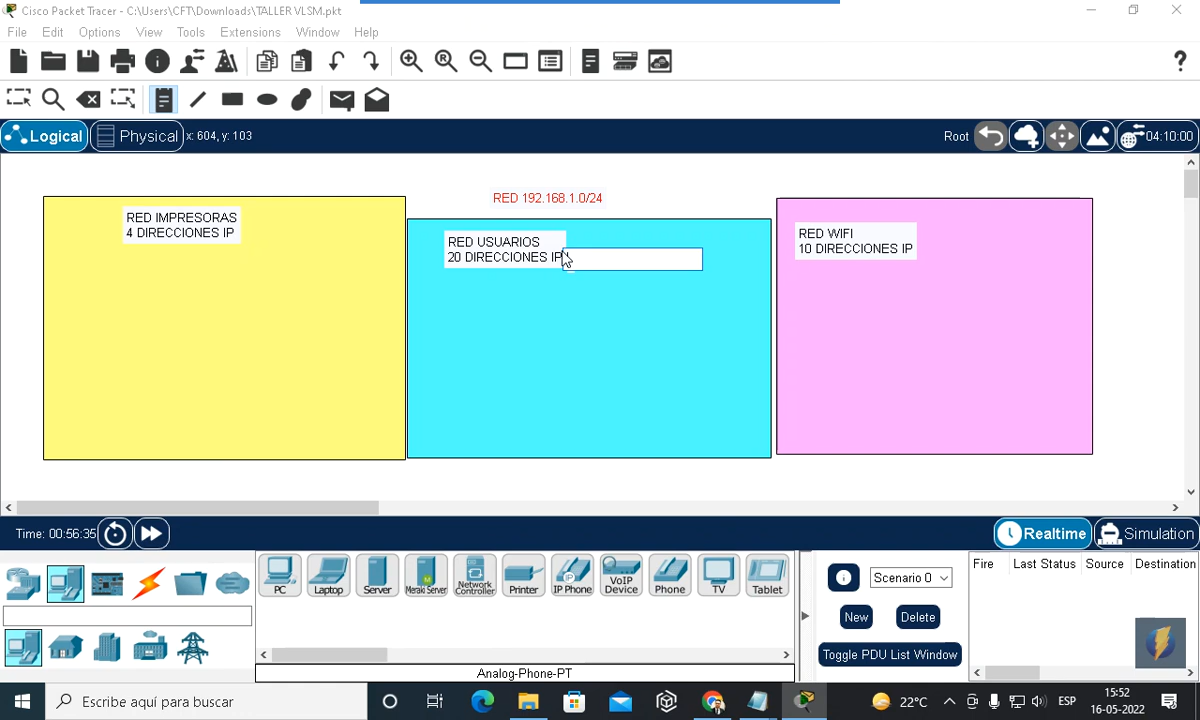 Cisco Packet Tracer - C:\Users\CFT\Downloads\TALLER VLSM.pkt
File Edit Options View Tools Extensions Window Help
Logical Physical x: 604, y: 103 Root 04:10:00
RED 192.168.1.0/24
RED IMPRESORAS
4 DIRECCIONES IP
RED USUARIOS
20 DIRECCIONES IP
RED WIFI
10 DIRECCIONES IP
Time: 00:56:35 Realtime Simulation
PC Laptop Server Meraki Server Network Controller Printer IP Phone VoIP Device Phone TV Tablet
Analog-Phone-PT
Scenario 0
New Delete
Toggle PDU List Window
Fire Last Status Source Destination
Escribe aquí para buscar
22°C ESP 15:52
16-05-2022